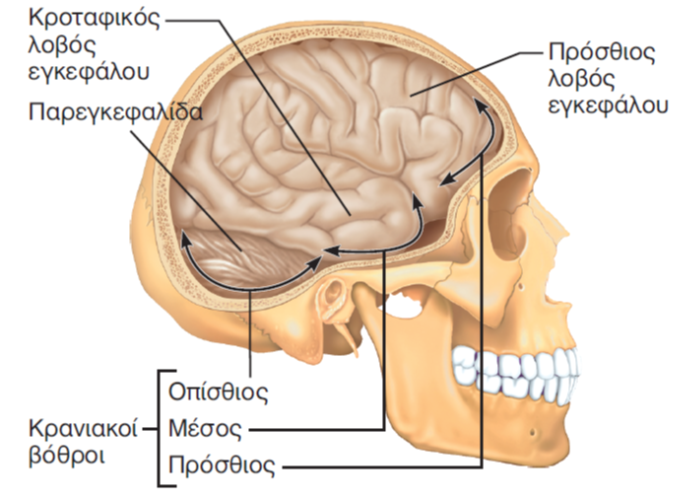 Κροταφικός
λοβός
εγκεφάλου
Παρεγκεφαλίδα
Πρόσθιος
λοβός
εγκεφάλου
Κρανιακοί
βόθροι
Οπίσθιος
Μέσος
Πρόσθιος